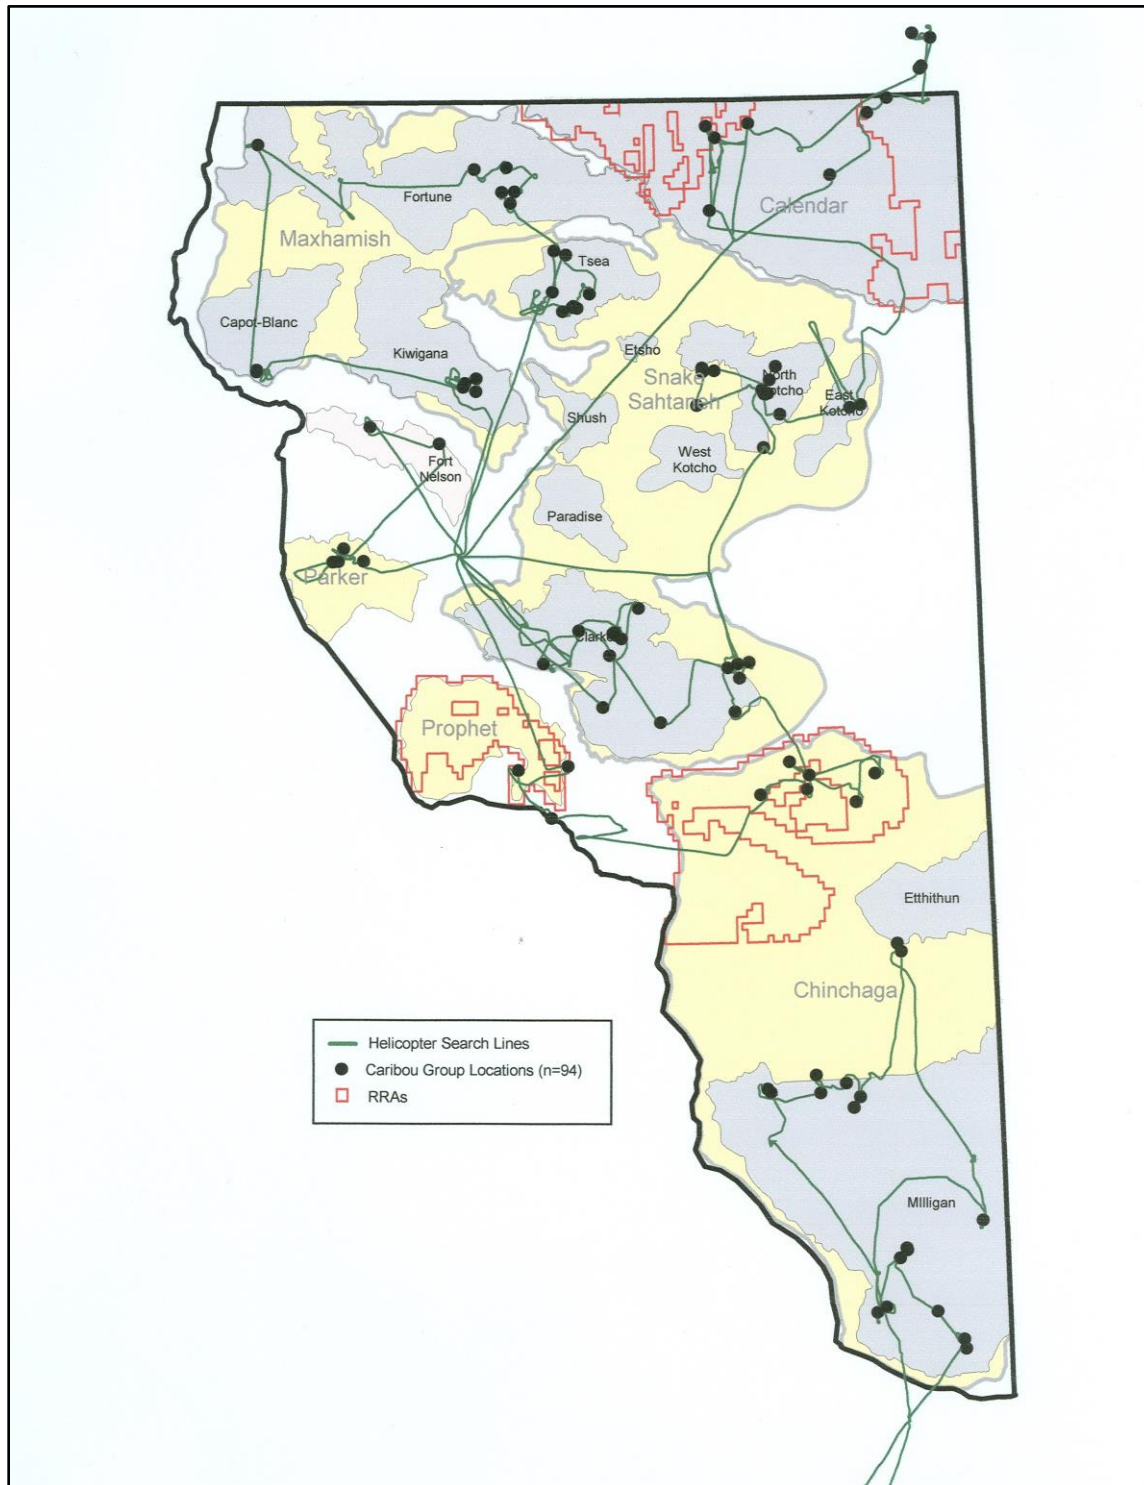 Fortune
Calendar
Maxhamish
Tsea
Capot-Blanc
Etsho
Kiwigana
Snake
Sahtaneh
North
Kotcho
East
Kotcho
Shush
West
Kotcho
Fort
Nelson
Paradise
Parker
Clarke
Prophet
Etthithun
Chinchaga
Helicopter Search Lines
Caribou Group Locations (n=94)
RRAs
MIlligan